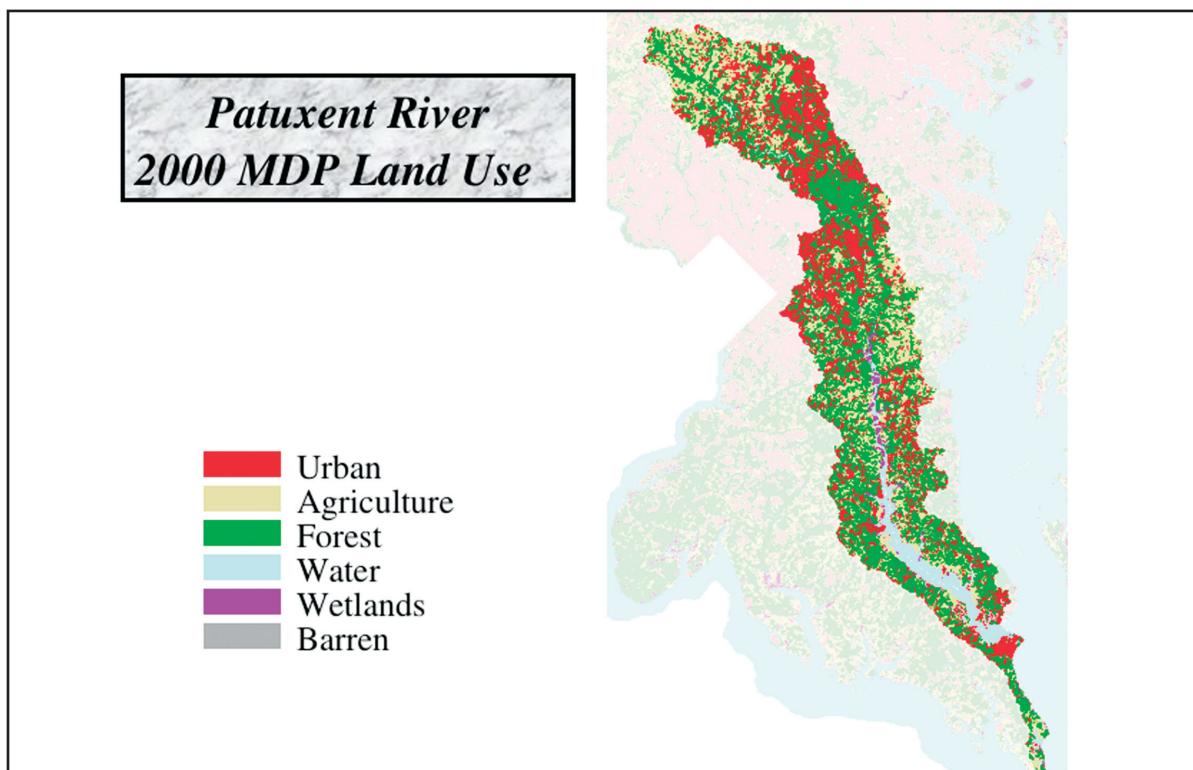 Patuxent River
2000 MDP Land Use
Urban
Agriculture
Forest
Water
Wetlands
Barren